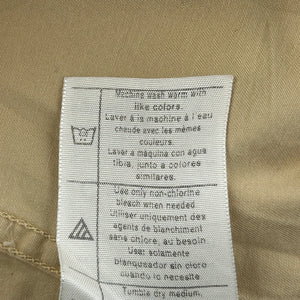 Machine wash warm with
like colors.
Laver à la machine à l'eau
chaude avec les mêmes
couleurs.
Lavar a máquina con agua
tibia, junto a colores
similares.
Use only non-chlorine
bleach when needed
Utiliser uniquement des
agents de blanchiment
sans chlore, au besoin
Usar solamente
blanqueador sin cloro
cuando lo necesite
Tumble dry medium,